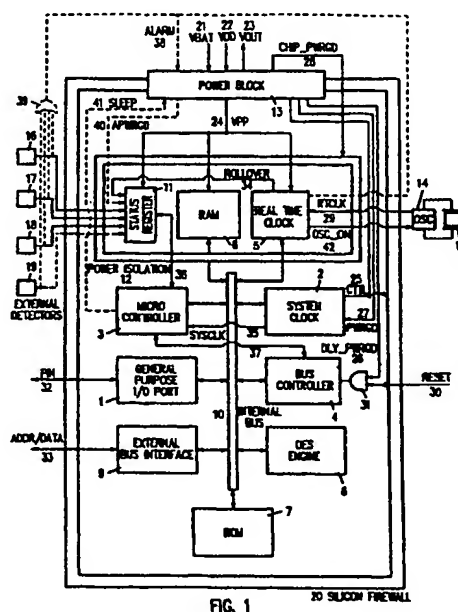 21 22 23
VBAT VDD VOUT
ALARM
38
CHIP_PWRGD
28
POWER BLOCK
13
41 SLEEP
40 APWRGD
24 VPP
39
16
17
18
19
EXTERNAL
DETECTORS
ROLLOVER
34
11
STATUS
REGISTER
RAM
REAL TIME
CLOCK
5
RTCLK
29
OSC_ON
42
14
OSC
POWER ISOLATION
12
36
MICRO
CONTROLLER
3
2
SYSTEM
CLOCK
35
SYSCLK
37
25
CTR
27
PWRGD
DLY_PWRGD
26
PIN
32
GENERAL
PURPOSE
I/O PORT
1
10
INTERNAL
BUS
BUS
CONTROLLER
4
31
RESET
30
ADDR/DATA
33
EXTERNAL
BUS INTERFACE
DES
ENGINE
6
ROM
7
20 SILICON FIREWALL
FIG. 1